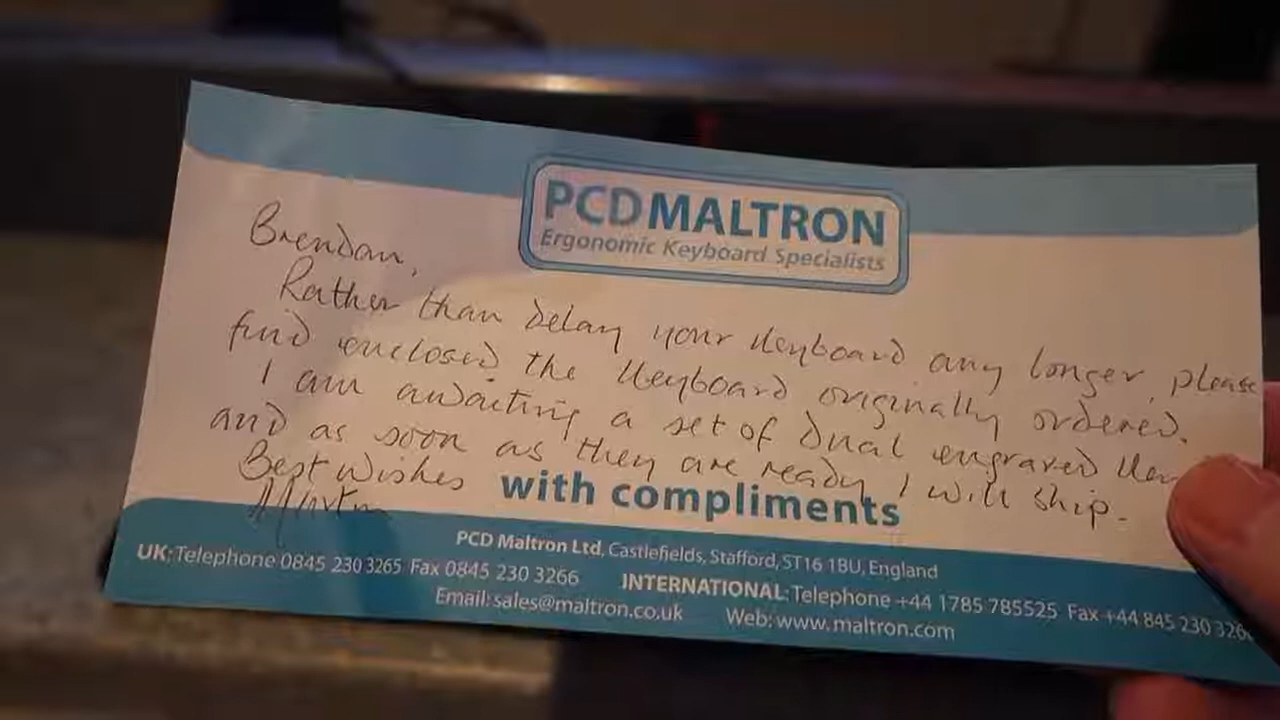 PCD MALTRON
Ergonomic Keyboard Specialists
Brendan,
Rather than delay your keyboard any longer, please
find enclosed the keyboard originally ordered.
I am awaiting a set of dual engraved
and as soon as they are ready I will ship.
Best Wishes
with compliments
PCD Maltron Ltd, Castlefields, Stafford, ST16 1BU, England
UK: Telephone 0845 230 3265 Fax 0845 230 3266 INTERNATIONAL: Telephone +44 1785 785525 Fax +44 845 230 326
Email: sales@maltron.co.uk Web: www.maltron.com